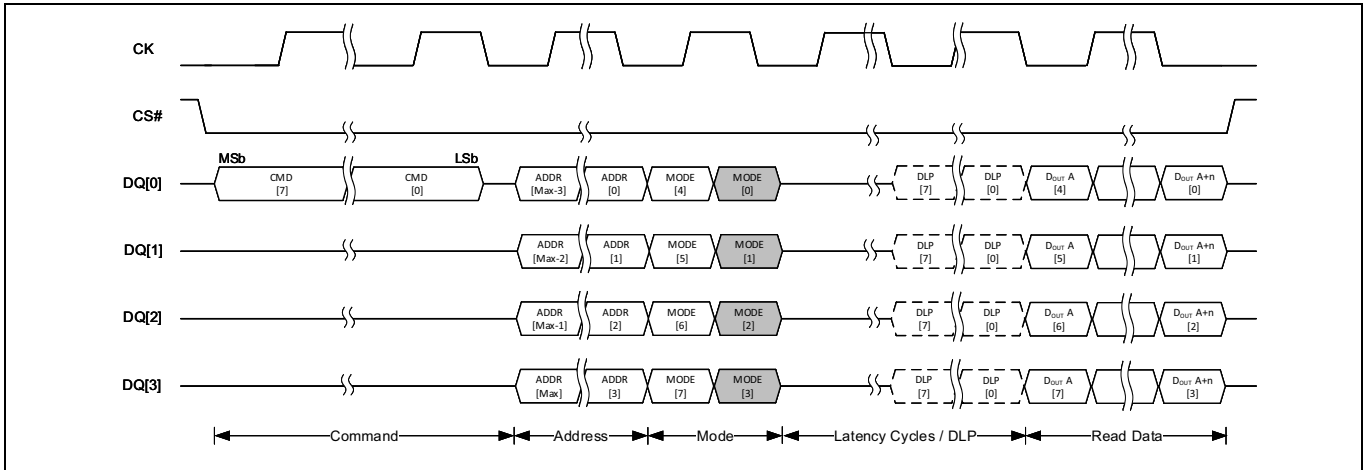 CK
CS#
MSb LSb
DQ[0] CMD CMD ADDR ADDR MODE MODE DLP DLP DOUT A DOUT A+n
[7] [0] [Max-3] [0] [4] [0] [7] [0] [4] [0]
DQ[1] ADDR ADDR MODE MODE DLP DLP DOUT A DOUT A+n
[Max-2] [1] [5] [1] [7] [0] [5] [1]
DQ[2] ADDR ADDR MODE MODE DLP DLP DOUT A DOUT A+n
[Max-1] [2] [6] [2] [7] [0] [6] [2]
DQ[3] ADDR ADDR MODE MODE DLP DLP DOUT A DOUT A+n
[Max] [3] [7] [3] [7] [0] [7] [3]
Command Address Mode Latency Cycles / DLP Read Data